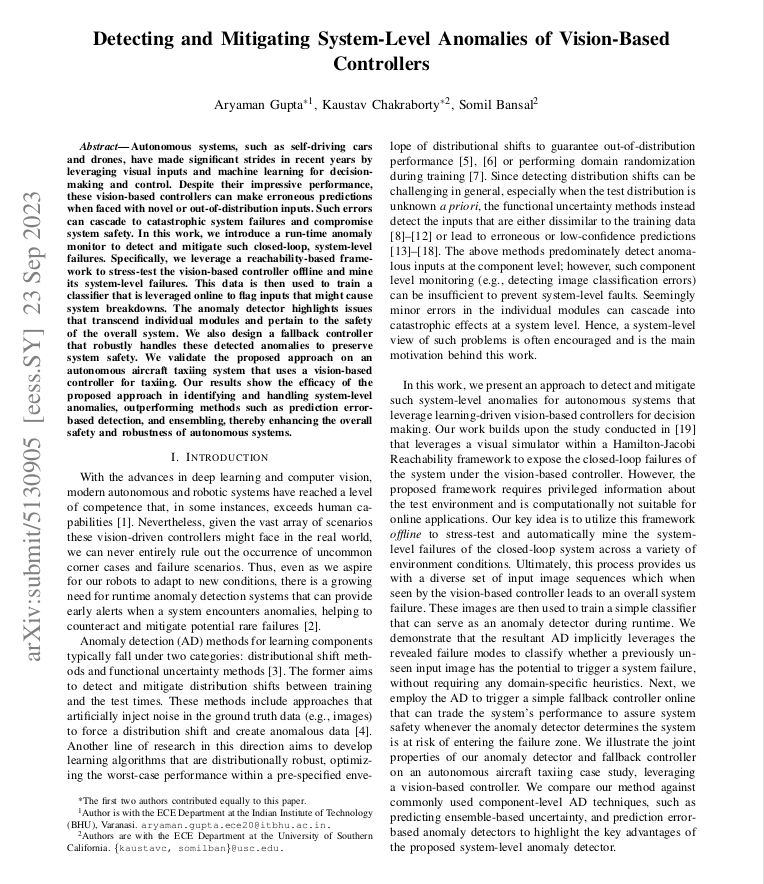 Detecting and Mitigating System-Level Anomalies of Vision-Based
Controllers
Aryaman Gupta*1, Kaustav Chakraborty*2, Somil Bansal2
arXiv:submit/5130905 [eess.SY] 23 Sep 2023
Abstract—Autonomous systems, such as self-driving cars
and drones, have made significant strides in recent years by
leveraging visual inputs and machine learning for decision-
making and control. Despite their impressive performance,
these vision-based controllers can make erroneous predictions
when faced with novel or out-of-distribution inputs. Such errors
can cascade to catastrophic system failures and compromise
system safety. In this work, we introduce a run-time anomaly
monitor to detect and mitigate such closed-loop, system-level
failures. Specifically, we leverage a reachability-based frame-
work to stress-test the vision-based controller offline and mine
its system-level failures. This data is then used to train a
classifier that is leveraged online to flag inputs that might cause
system breakdowns. The anomaly detector highlights issues
that transcend individual modules and pertain to the safety
of the overall system. We also design a fallback controller
that robustly handles these detected anomalies to preserve
system safety. We validate the proposed approach on an
autonomous aircraft taxiing system that uses a vision-based
controller for taxiing. Our results show the efficacy of the
proposed approach in identifying and handling system-level
anomalies, outperforming methods such as prediction error-
based detection, and ensembling, thereby enhancing the overall
safety and robustness of autonomous systems.
I. INTRODUCTION
With the advances in deep learning and computer vision,
modern autonomous and robotic systems have reached a level
of competence that, in some instances, exceeds human ca-
pabilities [1]. Nevertheless, given the vast array of scenarios
these vision-driven controllers might face in the real world,
we can never entirely rule out the occurrence of uncommon
corner cases and failure scenarios. Thus, even as we aspire
for our robots to adapt to new conditions, there is a growing
need for runtime anomaly detection systems that can provide
early alerts when a system encounters anomalies, helping to
counteract and mitigate potential rare failures [2].
Anomaly detection (AD) methods for learning components
typically fall under two categories: distributional shift meth-
ods and functional uncertainty methods [3]. The former aims
to detect and mitigate distribution shifts between training
and the test times. These methods include approaches that
artificially inject noise in the ground truth data (e.g., images)
to force a distribution shift and create anomalous data [4].
Another line of research in this direction aims to develop
learning algorithms that are distributionally robust, optimiz-
ing the worst-case performance within a pre-specified enve-
*The first two authors contributed equally to this paper.
1Author is with the ECE Department at the Indian Institute of Technology
(BHU), Varanasi. aryaman.gupta.ece20@itbhu.ac.in.
2Authors are with the ECE Department at the University of Southern
California. {kaustavc, somilban}@usc.edu.
lope of distributional shifts to guarantee out-of-distribution
performance [5], [6] or performing domain randomization
during training [7]. Since detecting distribution shifts can be
challenging in general, especially when the test distribution is
unknown a priori, the functional uncertainty methods instead
detect the inputs that are either dissimilar to the training data
[8]–[12] or lead to erroneous or low-confidence predictions
[13]–[18]. The above methods predominately detect anoma-
lous inputs at the component level; however, such component
level monitoring (e.g., detecting image classification errors)
can be insufficient to prevent system-level faults. Seemingly
minor errors in the individual modules can cascade into
catastrophic effects at a system level. Hence, a system-level
view of such problems is often encouraged and is the main
motivation behind this work.
In this work, we present an approach to detect and mitigate
such system-level anomalies for autonomous systems that
leverage learning-driven vision-based controllers for decision
making. Our work builds upon the study conducted in [19]
that leverages a visual simulator within a Hamilton-Jacobi
Reachability framework to expose the closed-loop failures of
the system under the vision-based controller. However, the
proposed framework requires privileged information about
the test environment and is computationally not suitable for
online applications. Our key idea is to utilize this framework
offline to stress-test and automatically mine the system-
level failures of the closed-loop system across a variety of
environment conditions. Ultimately, this process provides us
with a diverse set of input image sequences which when
seen by the vision-based controller leads to an overall system
failure. These images are then used to train a simple classifier
that can serve as an anomaly detector during runtime. We
demonstrate that the resultant AD implicitly leverages the
revealed failure modes to classify whether a previously un-
seen input image has the potential to trigger a system failure,
without requiring any domain-specific heuristics. Next, we
employ the AD to trigger a simple fallback controller online
that can trade the system's performance to assure system
safety whenever the anomaly detector determines the system
is at risk of entering the failure zone. We illustrate the joint
properties of our anomaly detector and fallback controller
on an autonomous aircraft taxiing case study, leveraging
a vision-based controller. We compare our method against
commonly used component-level AD techniques, such as
predicting ensemble-based uncertainty, and prediction error-
based anomaly detectors to highlight the key advantages of
the proposed system-level anomaly detector.